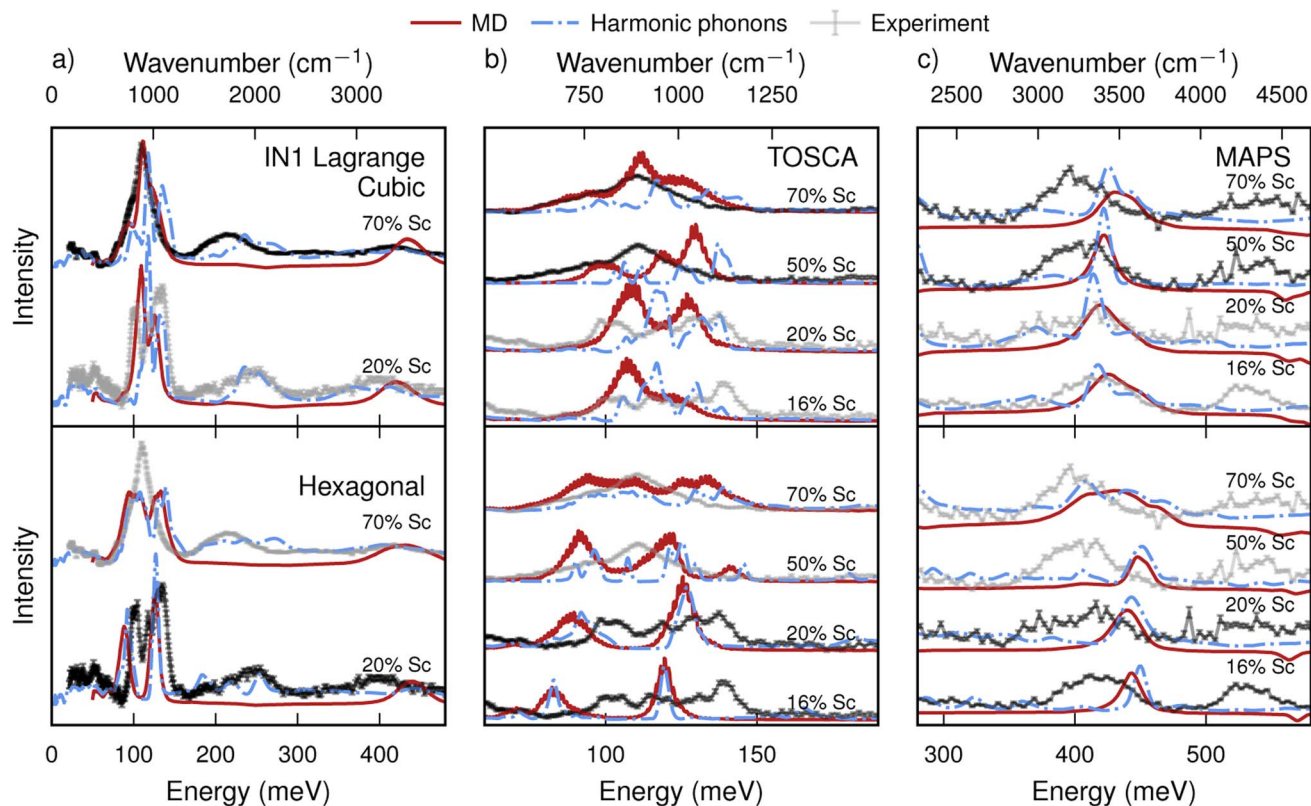 MD Harmonic phonons Experiment
a) Wavenumber (cm⁻¹)
0 1000 2000 3000
IN1 Lagrange
Cubic
70% Sc
20% Sc
Intensity
Hexagonal
70% Sc
20% Sc
Intensity
0 100 200 300 400
Energy (meV)
b) Wavenumber (cm⁻¹)
750 1000 1250
TOSCA
70% Sc
50% Sc
20% Sc
16% Sc
70% Sc
50% Sc
20% Sc
16% Sc
100 150
Energy (meV)
c) Wavenumber (cm⁻¹)
2500 3000 3500 4000 4500
MAPS
70% Sc
50% Sc
20% Sc
16% Sc
70% Sc
50% Sc
20% Sc
16% Sc
300 400 500
Energy (meV)